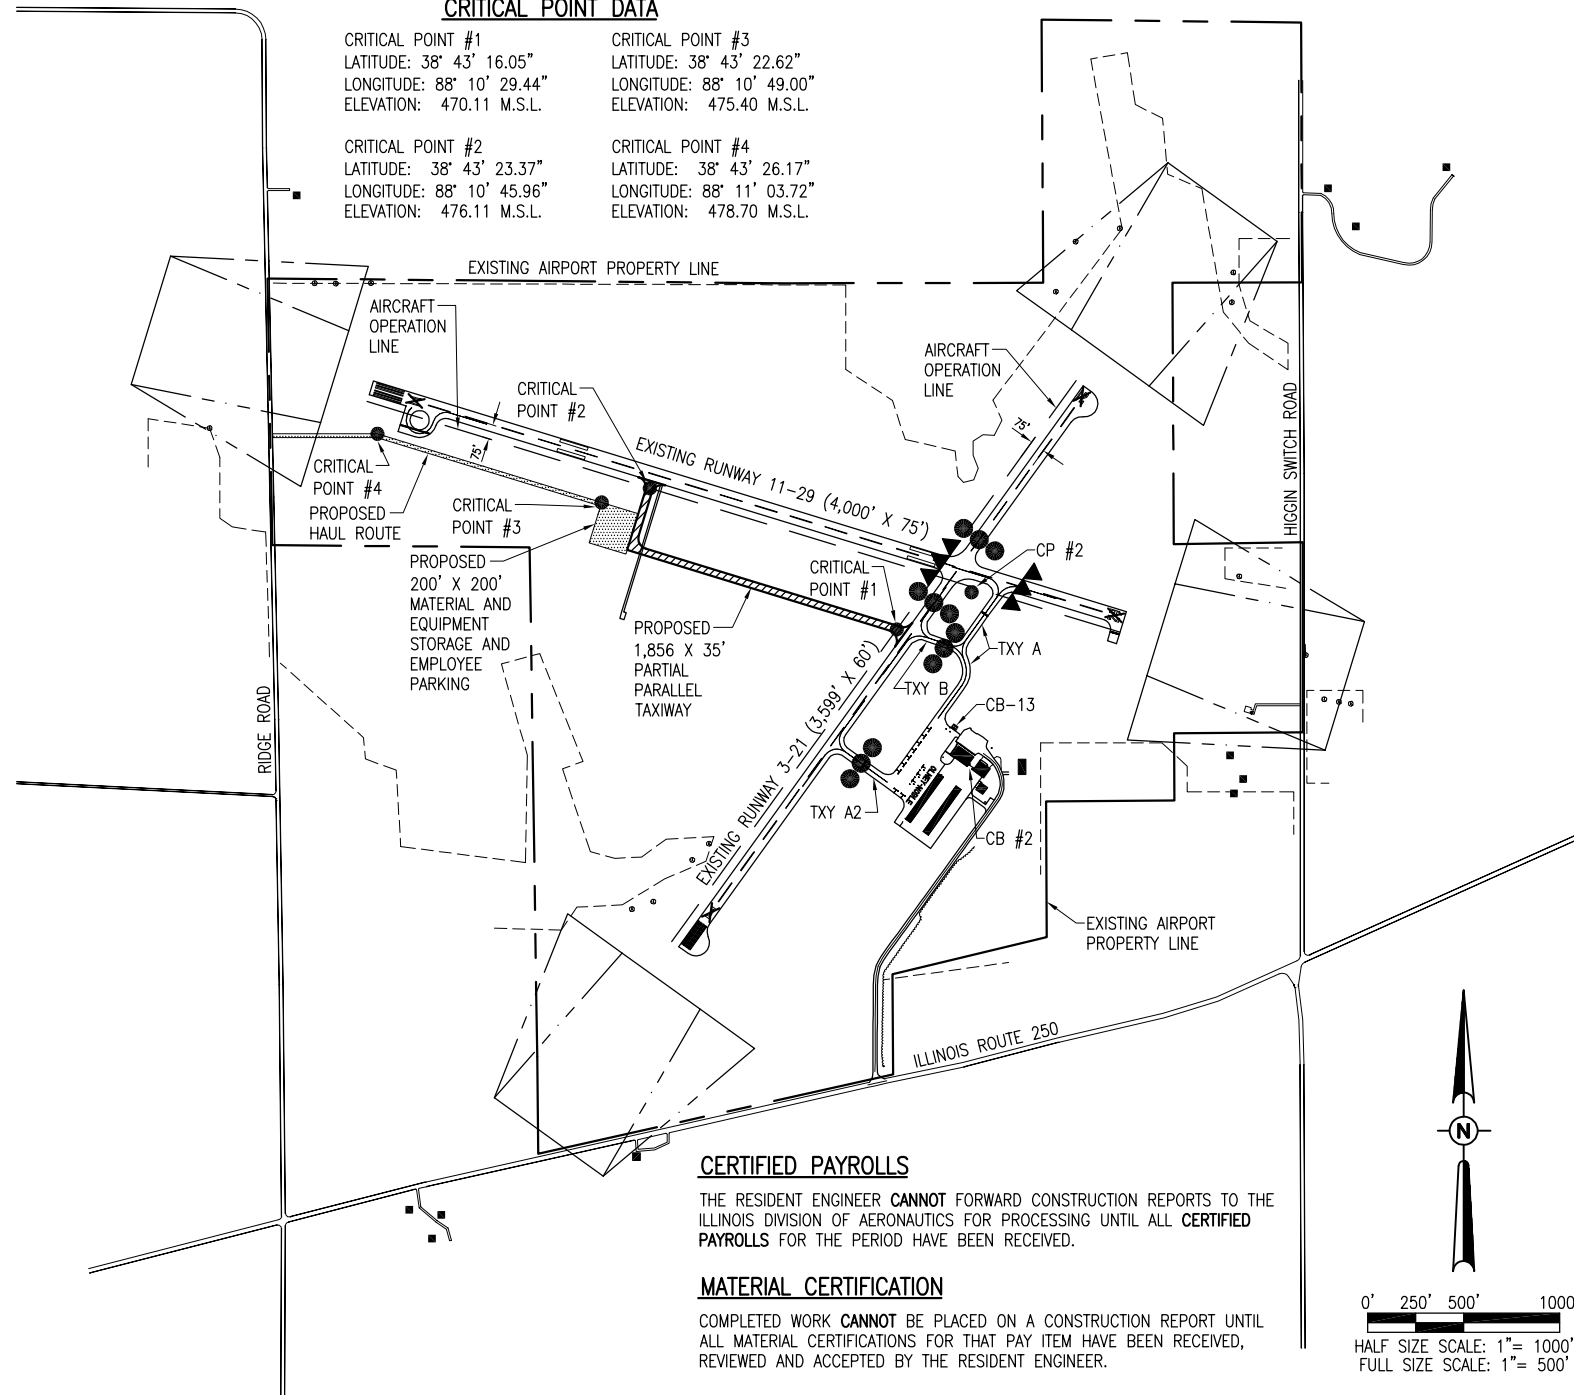 CRITICAL POINT DATA
CRITICAL POINT #1
LATITUDE: 38° 43' 16.05"
LONGITUDE: 88° 10' 29.44"
ELEVATION: 470.11 M.S.L.
CRITICAL POINT #3
LATITUDE: 38° 43' 22.62"
LONGITUDE: 88° 10' 49.00"
ELEVATION: 475.40 M.S.L.
CRITICAL POINT #2
LATITUDE: 38° 43' 23.37"
LONGITUDE: 88° 10' 45.96"
ELEVATION: 476.11 M.S.L.
CRITICAL POINT #4
LATITUDE: 38° 43' 26.17"
LONGITUDE: 88° 11' 03.72"
ELEVATION: 478.70 M.S.L.
EXISTING AIRPORT PROPERTY LINE
AIRCRAFT
OPERATION
LINE
CRITICAL
POINT #2
AIRCRAFT
OPERATION
LINE
75'
75'
EXISTING RUNWAY 11-29 (4,000' X 75')
HIGGIN SWITCH ROAD
CRITICAL
POINT #4
PROPOSED
HAUL ROUTE
CRITICAL
POINT #3
PROPOSED
200' X 200'
MATERIAL AND
EQUIPMENT
STORAGE AND
EMPLOYEE
PARKING
CRITICAL
POINT #1
CP #2
PROPOSED
1,856 X 35'
PARTIAL
PARALLEL
TAXIWAY
TXY A
TXY B
CB-13
RIDGE ROAD
EXISTING RUNWAY 3-21 (3,599' X 60')
OLNEY-NOBLE
TXY A2
CB #2
EXISTING AIRPORT
PROPERTY LINE
ILLINOIS ROUTE 250
N
CERTIFIED PAYROLLS
THE RESIDENT ENGINEER CANNOT FORWARD CONSTRUCTION REPORTS TO THE
ILLINOIS DIVISION OF AERONAUTICS FOR PROCESSING UNTIL ALL CERTIFIED
PAYROLLS FOR THE PERIOD HAVE BEEN RECEIVED.
MATERIAL CERTIFICATION
COMPLETED WORK CANNOT BE PLACED ON A CONSTRUCTION REPORT UNTIL
ALL MATERIAL CERTIFICATIONS FOR THAT PAY ITEM HAVE BEEN RECEIVED,
REVIEWED AND ACCEPTED BY THE RESIDENT ENGINEER.
0' 250' 500' 1000'
HALF SIZE SCALE: 1"= 1000'
FULL SIZE SCALE: 1"= 500'